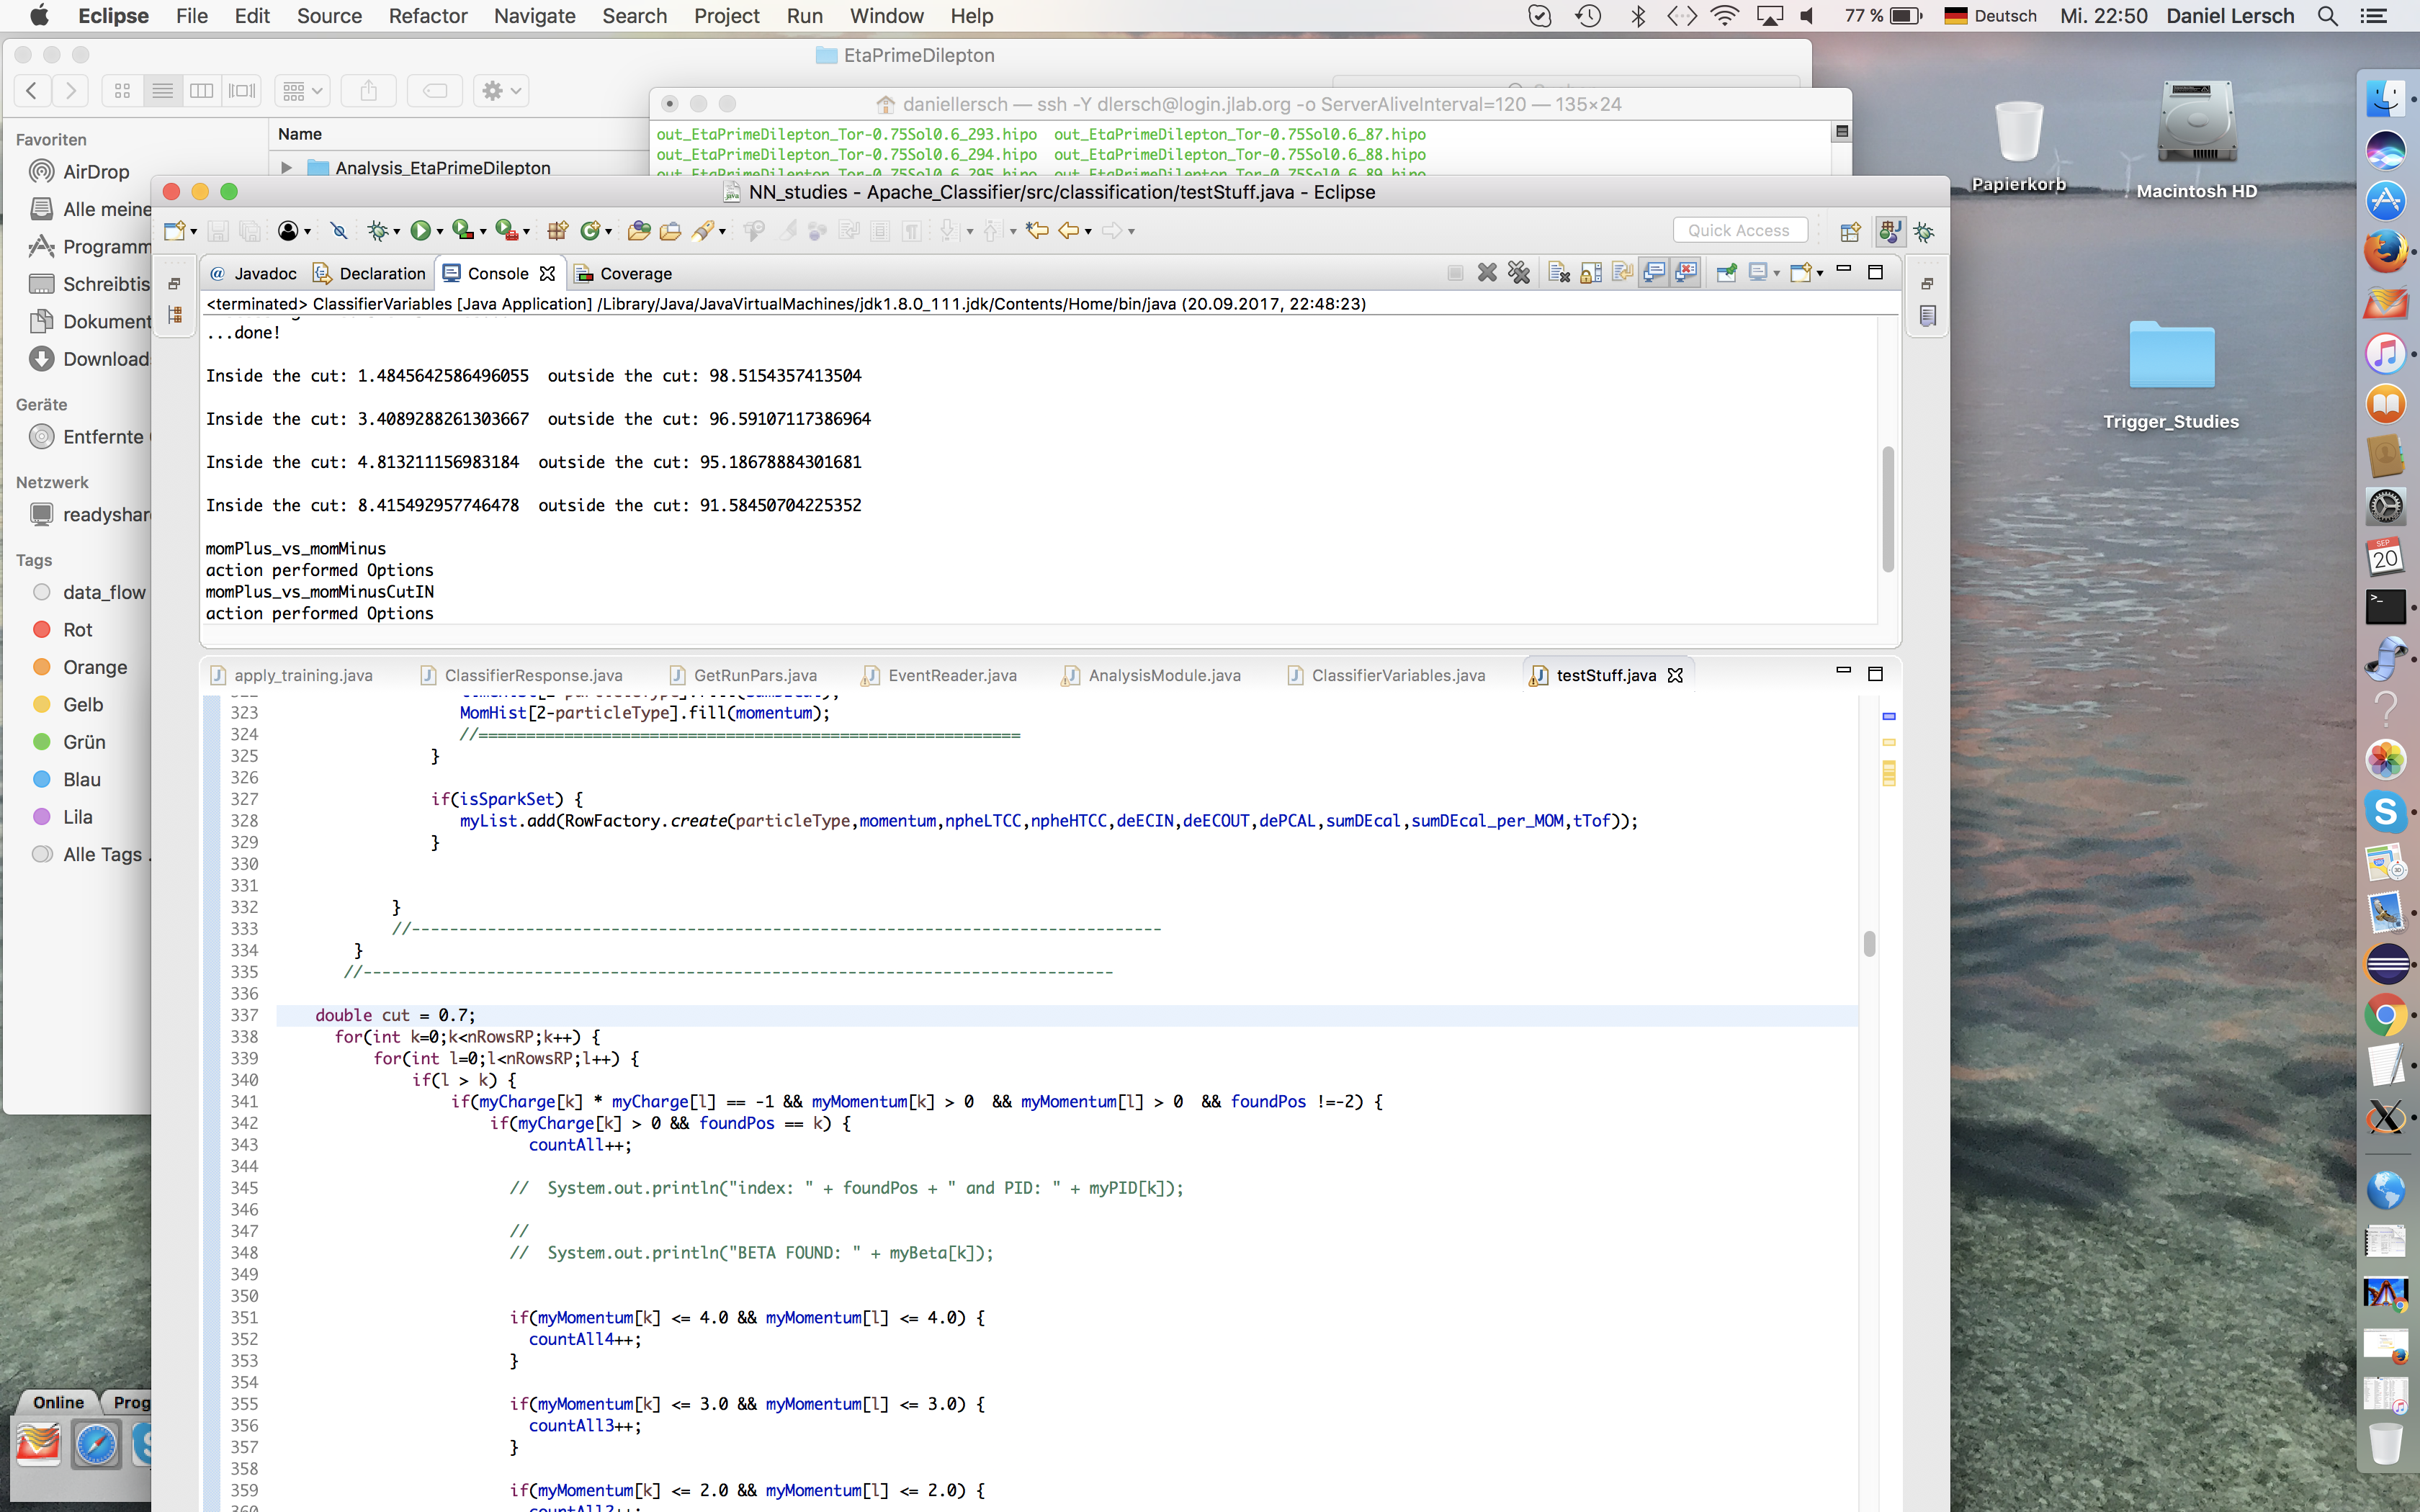 Eclipse File Edit Source Refactor Navigate Search Project Run Window Help 77 % Deutsch Mi. 22:50 Daniel Lersch
EtaPrimeDilepton
daniellersch — ssh -Y dlersch@login.jlab.org -o ServerAliveInterval=120 — 135×24
Favoriten
Name
out_EtaPrimeDilepton_Tor-0.75Sol0.6_293.hipo out_EtaPrimeDilepton_Tor-0.75Sol0.6_87.hipo
out_EtaPrimeDilepton_Tor-0.75Sol0.6_294.hipo out_EtaPrimeDilepton_Tor-0.75Sol0.6_88.hipo
out_EtaPrimeDilepton_Tor-0.75Sol0.6_295.hipo out_EtaPrimeDilepton_Tor-0.75Sol0.6_89.hipo
AirDrop
Analysis_EtaPrimeDilepton
Alle meine
Programm
Schreibtis
Dokument
Download
Geräte
Entfernte
Netzwerk
readyshar
Tags
data_flow
Rot
Orange
Gelb
Grün
Blau
Lila
Alle Tags
Online
Prog
NN_studies - Apache_Classifier/src/classification/testStuff.java - Eclipse
Quick Access
Javadoc Declaration Console Coverage
<terminated> ClassifierVariables [Java Application] /Library/Java/JavaVirtualMachines/jdk1.8.0_111.jdk/Contents/Home/bin/java (20.09.2017, 22:48:23)
...done!
Inside the cut: 1.4845642586496055 outside the cut: 98.5154357413504
Inside the cut: 3.4089288261303667 outside the cut: 96.59107117386964
Inside the cut: 4.813211156983184 outside the cut: 95.18678884301681
Inside the cut: 8.415492957746478 outside the cut: 91.58450704225352
momPlus_vs_momMinus
action performed Options
momPlus_vs_momMinusCutIN
action performed Options
apply_training.java ClassifierResponse.java GetRunPars.java EventReader.java AnalysisModule.java ClassifierVariables.java testStuff.java
323 MomHist[2-particleType].fill(momentum);
324 //=========================================================
325 }
326
327 if(isSparkSet) {
328 myList.add(RowFactory.create(particleType,momentum,npheLTCC,npheHTCC,deECIN,deECOUT,dePCAL,sumDEcal,sumDEcal_per_MOM,tTof));
329 }
330
331
332 }
333 //-------------------------------------------------------------------------------
334 }
335 //-------------------------------------------------------------------------------
336
337 double cut = 0.7;
338 for(int k=0;k<nRowsRP;k++) {
339 for(int l=0;l<nRowsRP;l++) {
340 if(l > k) {
341 if(myCharge[k] * myCharge[l] == -1 && myMomentum[k] > 0 && myMomentum[l] > 0 && foundPos !=-2) {
342 if(myCharge[k] > 0 && foundPos == k) {
343 countAll++;
344
345 // System.out.println("index: " + foundPos + " and PID: " + myPID[k]);
346
347 //
348 // System.out.println("BETA FOUND: " + myBeta[k]);
349
350
351 if(myMomentum[k] <= 4.0 && myMomentum[l] <= 4.0) {
352 countAll4++;
353 }
354
355 if(myMomentum[k] <= 3.0 && myMomentum[l] <= 3.0) {
356 countAll3++;
357 }
358
359 if(myMomentum[k] <= 2.0 && myMomentum[l] <= 2.0) {
Papierkorb
Macintosh HD
Trigger_Studies
SEP
20